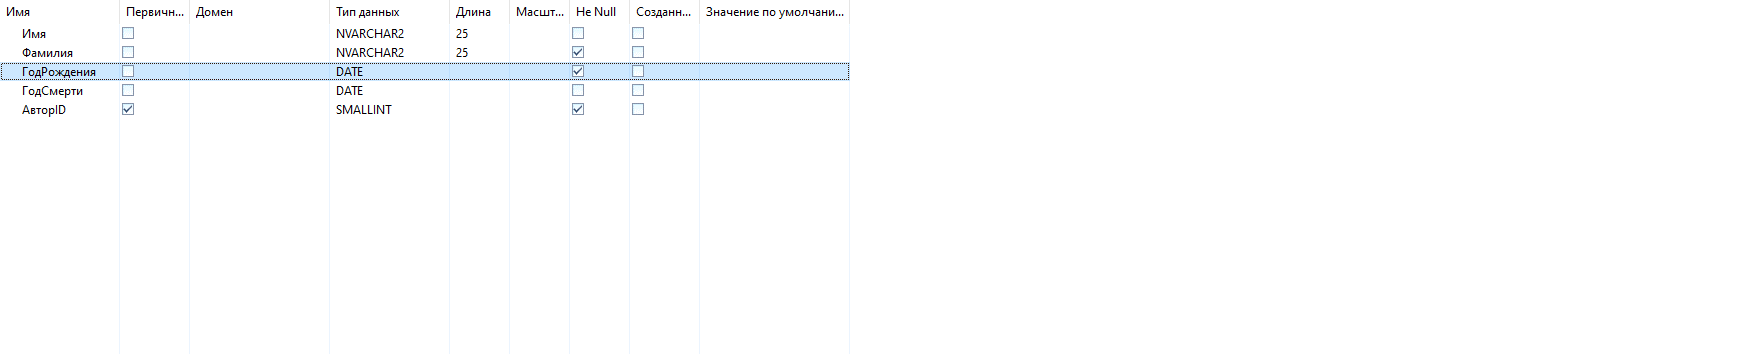 Имя Первичн... Домен Тип данных Длина Масшт... Не Null Созданн... Значение по умолчани...
Имя NVARCHAR2 25
Фамилия NVARCHAR2 25
ГодРождения DATE
ГодСмерти DATE
АвторID SMALLINT